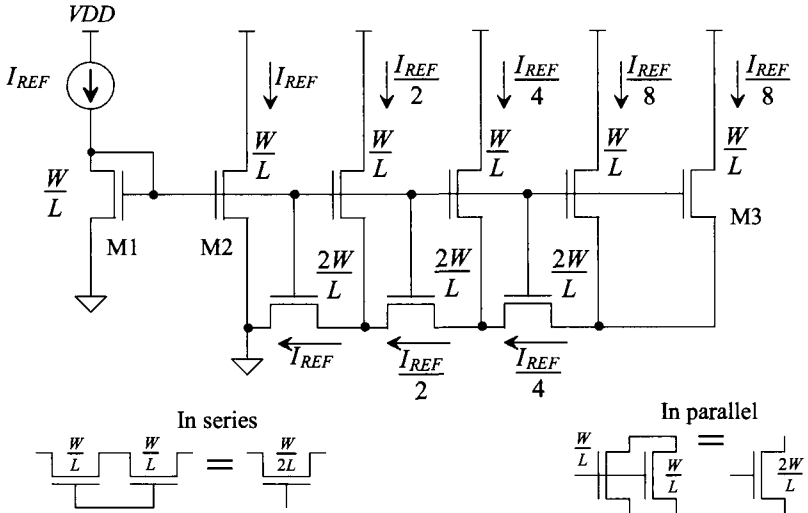 VDD
I_REF
I_REF
I_REF/2
I_REF/4
I_REF/8
I_REF/8
W/L
W/L
W/L
W/L
W/L
W/L
M1
M2
M3
2W/L
2W/L
2W/L
I_REF
I_REF/2
I_REF/4
In series
W/L
W/L
=
W/2L
In parallel
W/L
W/L
=
2W/L